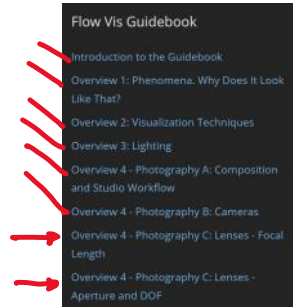 Flow Vis Guidebook
Introduction to the Guidebook
Overview 1: Phenomena. Why Does It Look
Like That?
Overview 2: Visualization Techniques
Overview 3: Lighting
Overview 4 - Photography A: Composition
and Studio Workflow
Overview 4 - Photography B: Cameras
Overview 4 - Photography C: Lenses - Focal
Length
Overview 4 - Photography C: Lenses -
Aperture and DOF